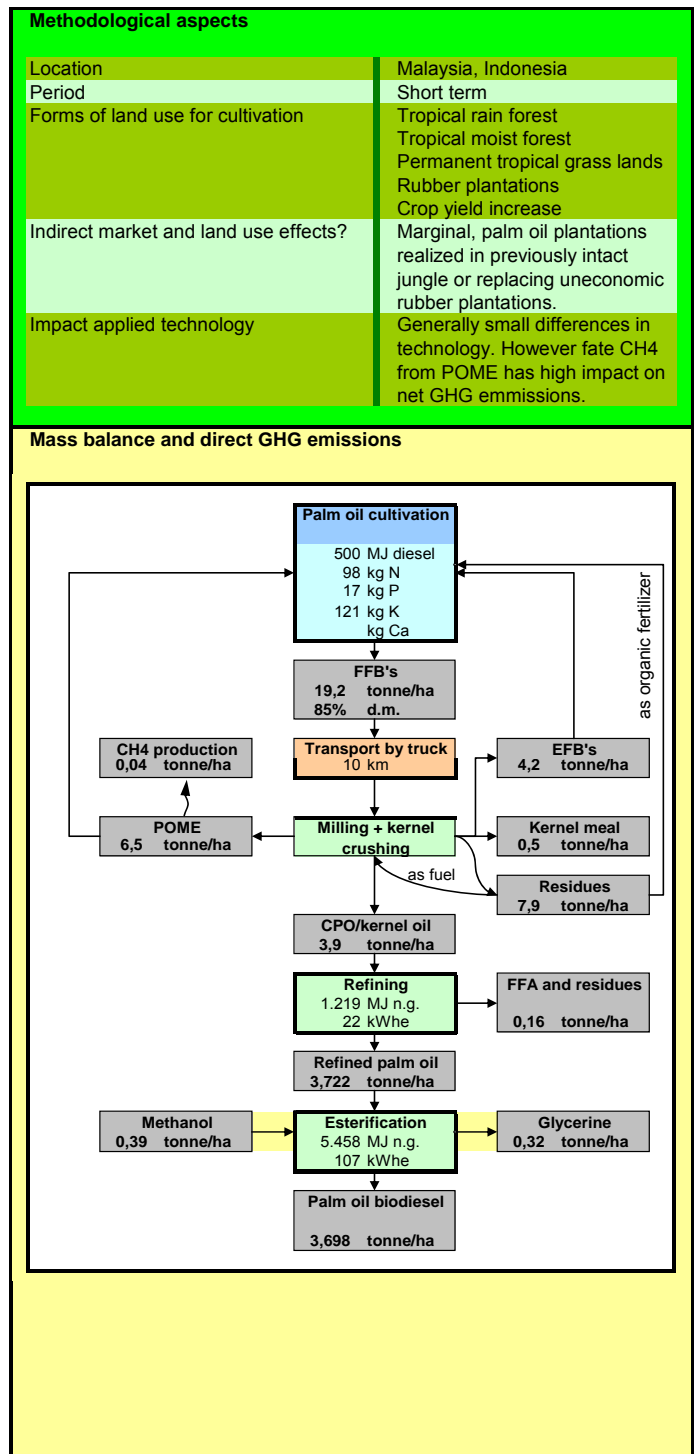 Methodological aspects
Location Malaysia, Indonesia
Period Short term
Forms of land use for cultivation Tropical rain forest
Tropical moist forest
Permanent tropical grass lands
Rubber plantations
Crop yield increase
Indirect market and land use effects? Marginal, palm oil plantations
realized in previously intact
jungle or replacing uneconomic
rubber plantations.
Impact applied technology Generally small differences in
technology. However fate CH4
from POME has high impact on
net GHG emmissions.
Mass balance and direct GHG emissions
Palm oil cultivation
500 MJ diesel
98 kg N
17 kg P
121 kg K
kg Ca
as organic fertilizer
FFB's
19,2 tonne/ha
85% d.m.
CH4 production
0,04 tonne/ha
Transport by truck
10 km
EFB's
4,2 tonne/ha
POME
6,5 tonne/ha
Milling + kernel
crushing
Kernel meal
0,5 tonne/ha
as fuel
Residues
7,9 tonne/ha
CPO/kernel oil
3,9 tonne/ha
Refining
1.219 MJ n.g.
22 kWhe
FFA and residues
0,16 tonne/ha
Refined palm oil
3,722 tonne/ha
Methanol
0,39 tonne/ha
Esterification
5.458 MJ n.g.
107 kWhe
Glycerine
0,32 tonne/ha
Palm oil biodiesel
3,698 tonne/ha